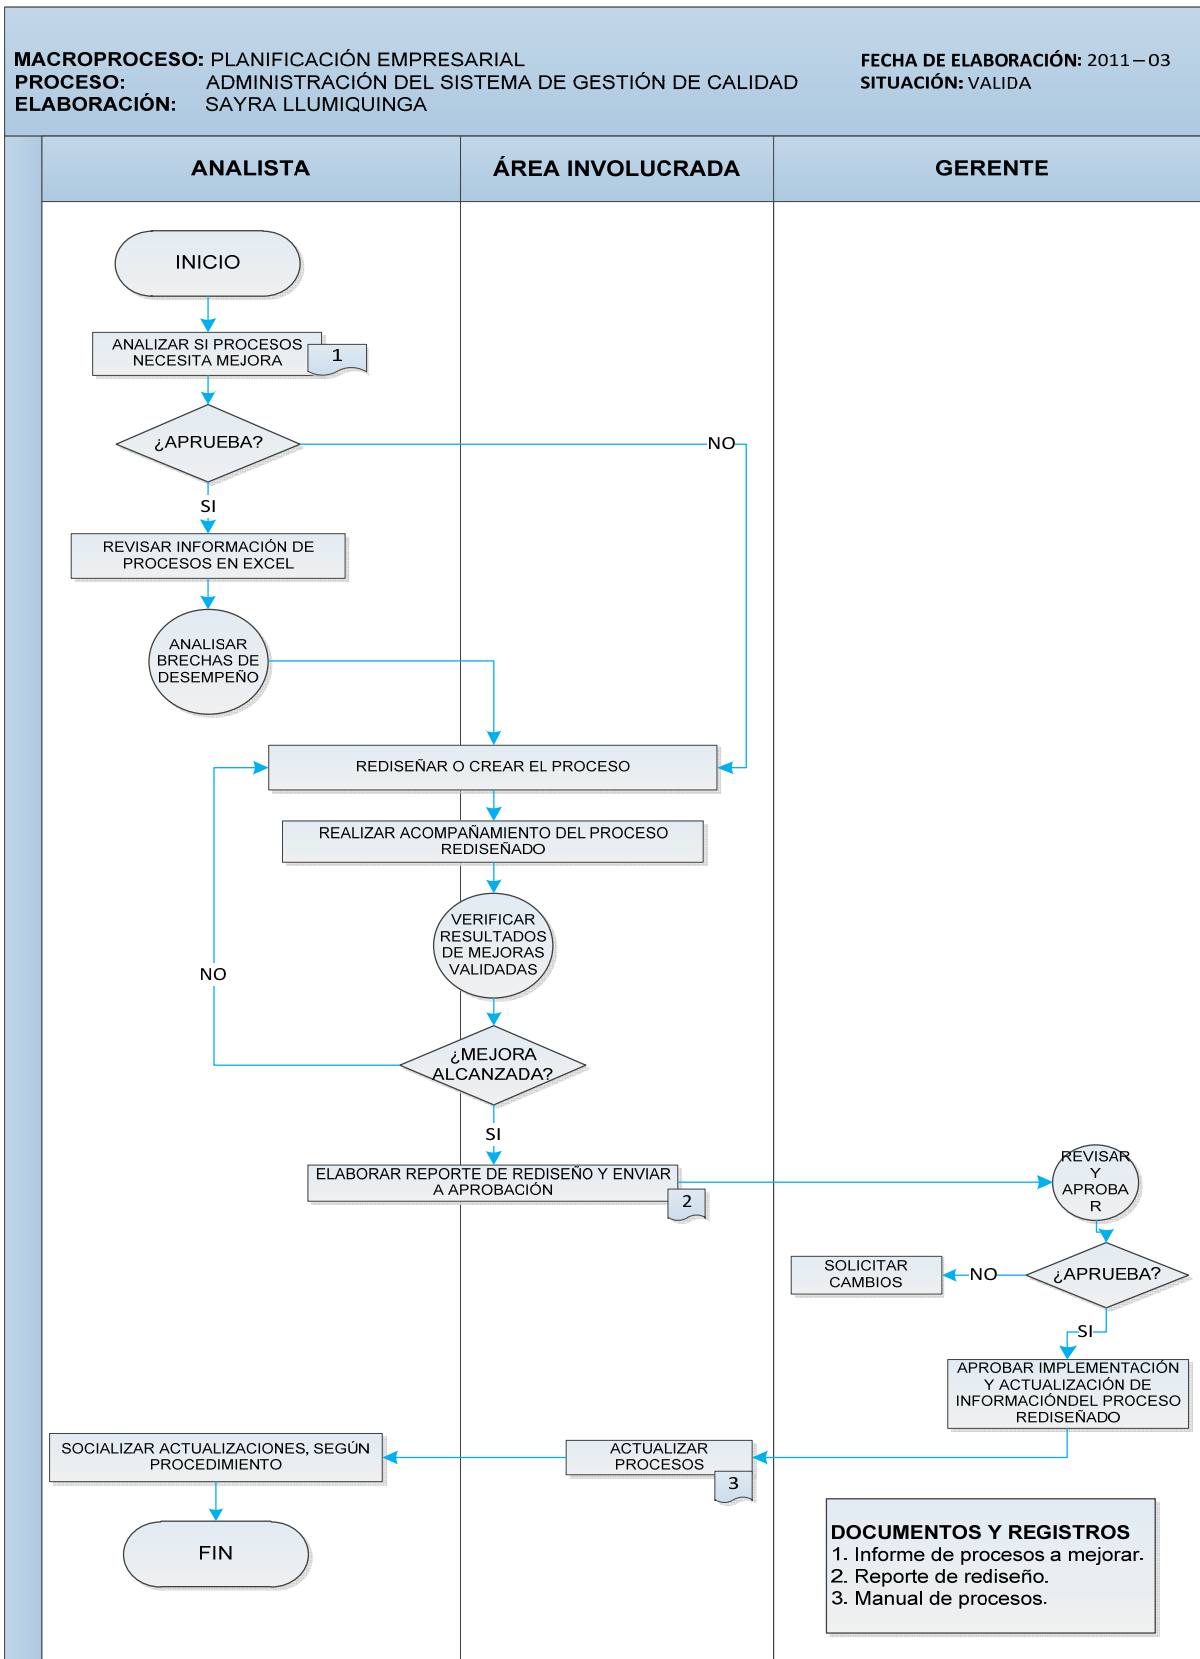 MACROPROCESO: PLANIFICACIÓN EMPRESARIAL
PROCESO: ADMINISTRACIÓN DEL SISTEMA DE GESTIÓN DE CALIDAD
ELABORACIÓN: SAYRA LLUMIQUINGA
FECHA DE ELABORACIÓN: 2011–03
SITUACIÓN: VALIDA
ANALISTA
ÁREA INVOLUCRADA
GERENTE
INICIO
ANALIZAR SI PROCESOS
NECESITA MEJORA
1
¿APRUEBA?
NO
SI
REVISAR INFORMACIÓN DE
PROCESOS EN EXCEL
ANALISAR
BRECHAS DE
DESEMPEÑO
REDISEÑAR O CREAR EL PROCESO
REALIZAR ACOMPAÑAMIENTO DEL PROCESO
REDISEÑADO
VERIFICAR
RESULTADOS
DE MEJORAS
VALIDADAS
NO
¿MEJORA
ALCANZADA?
SI
ELABORAR REPORTE DE REDISEÑO Y ENVIAR
A APROBACIÓN
2
REVISAR
Y
APROBA
R
¿APRUEBA?
NO
SOLICITAR
CAMBIOS
SI
APROBAR IMPLEMENTACIÓN
Y ACTUALIZACIÓN DE
INFORMACIÓNDEL PROCESO
REDISEÑADO
ACTUALIZAR
PROCESOS
3
SOCIALIZAR ACTUALIZACIONES, SEGÚN
PROCEDIMIENTO
FIN
DOCUMENTOS Y REGISTROS
1. Informe de procesos a mejorar.
2. Reporte de rediseño.
3. Manual de procesos.